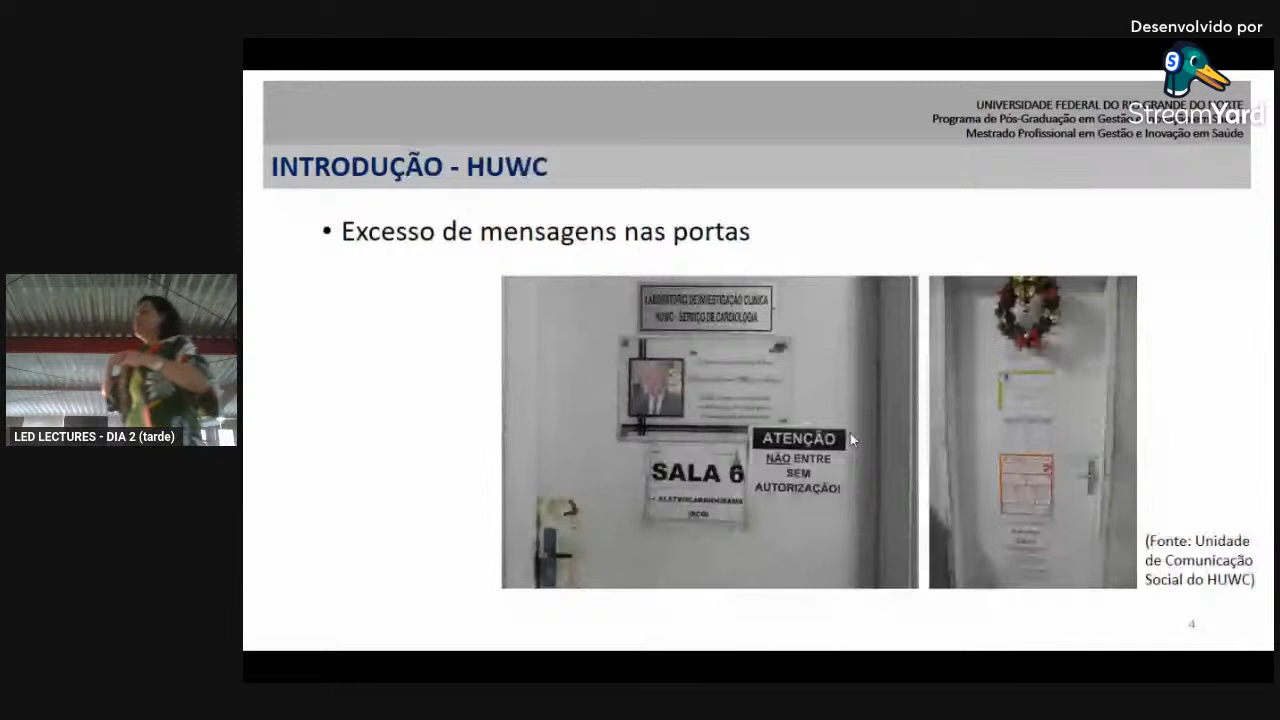 Desenvolvido por
StreamYard
UNIVERSIDADE FEDERAL DO RIO GRANDE DO NORTE
Programa de Pós-Graduação em Gestão
Mestrado Profissional em Gestão e Inovação em Saúde
INTRODUÇÃO - HUWC
• Excesso de mensagens nas portas
LABORATÓRIO DE INVESTIGAÇÃO CLÍNICA
HUWC - SERVIÇO DE CARDIOLOGIA
ATENÇÃO
NÃO ENTRE
SEM
AUTORIZAÇÃO!
SALA 6
ELETROCARDIOGRAMA
(ECG)
(Fonte: Unidade
de Comunicação
Social do HUWC)
4
LED LECTURES - DIA 2 (tarde)